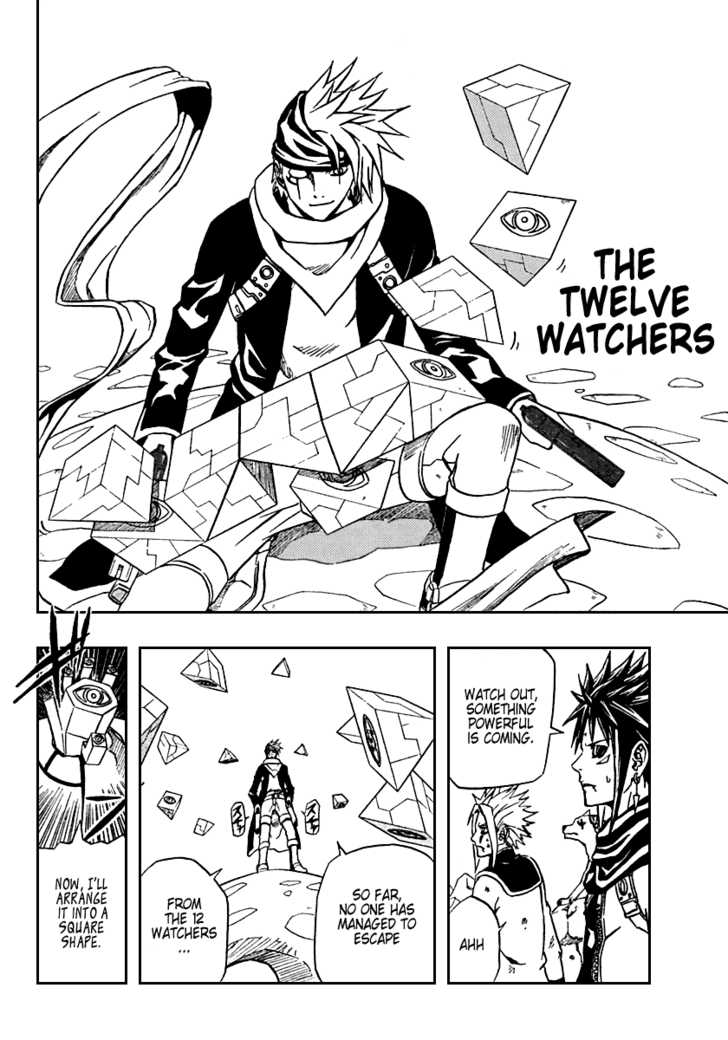 THE
TWELVE
WATCHERS
WATCH OUT,
SOMETHING
POWERFUL
IS COMING.
AHH
SO FAR,
NO ONE HAS
MANAGED TO
ESCAPE
FROM
THE 12
WATCHERS
...
NOW, I'LL
ARRANGE
IT INTO A
SQUARE
SHAPE.